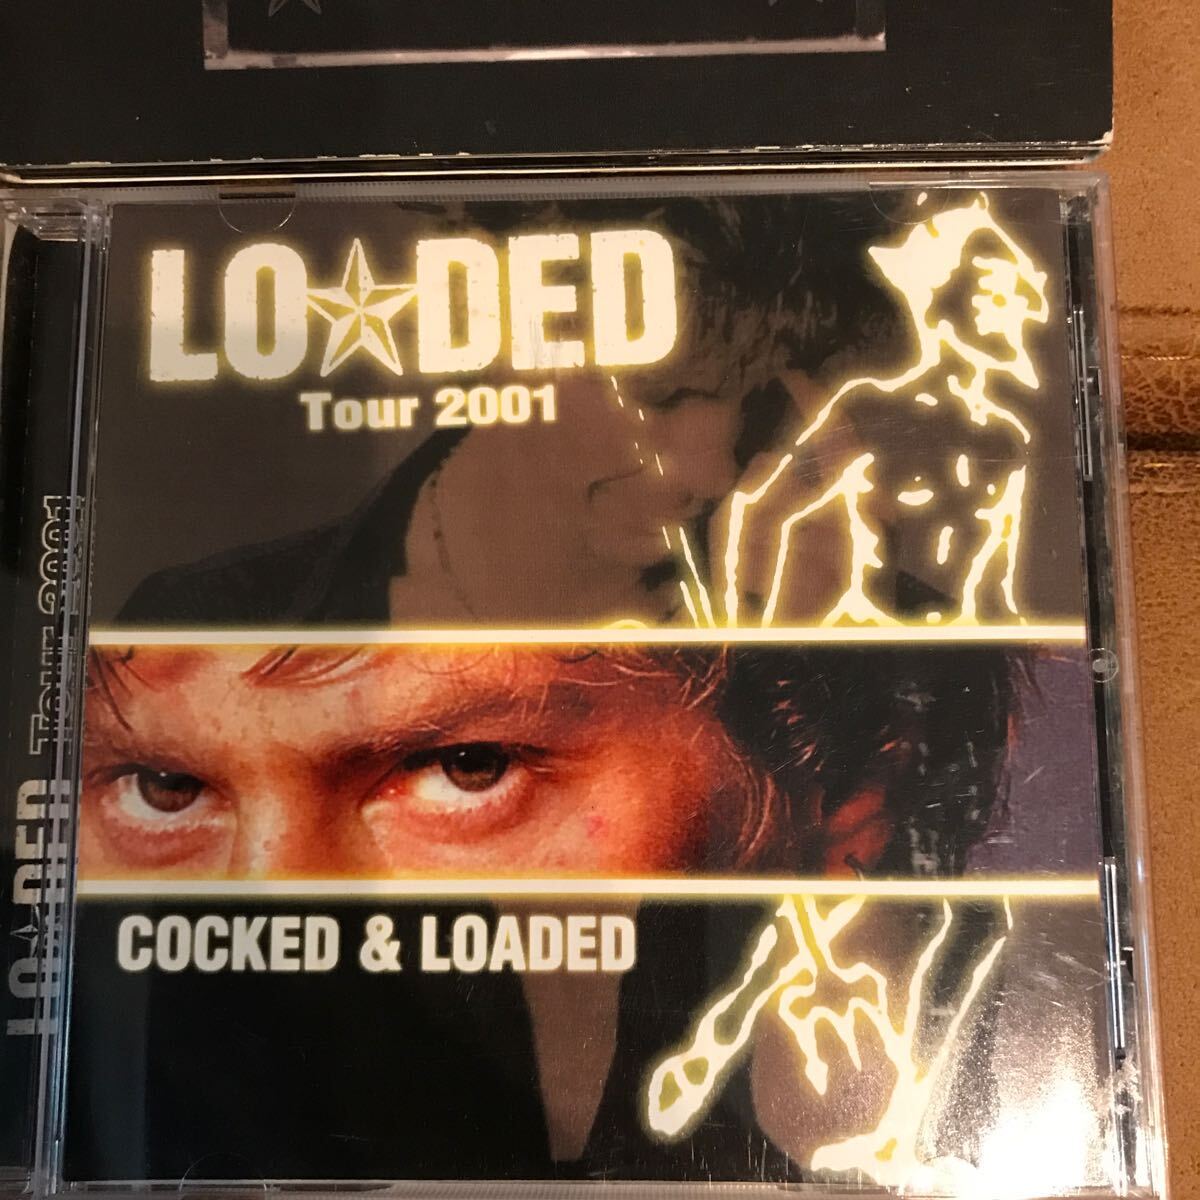 LO★DED
Tour 2001
COCKED & LOADED
LO★DED Tour 2001